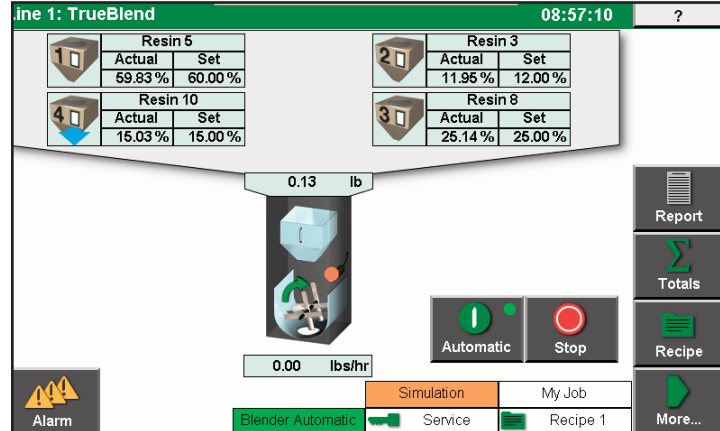 ine 1: TrueBlend 08:57:10 ?
1 Resin 5
Actual Set
59.83 % 60.00 %
2 Resin 3
Actual Set
11.95 % 12.00 %
4 Resin 10
Actual Set
15.03 % 15.00 %
3 Resin 8
Actual Set
25.14 % 25.00 %
0.13 lb
Report
Totals
Automatic Stop
Recipe
0.00 lbs/hr
Simulation My Job
Alarm Blender Automatic Service Recipe 1 More...